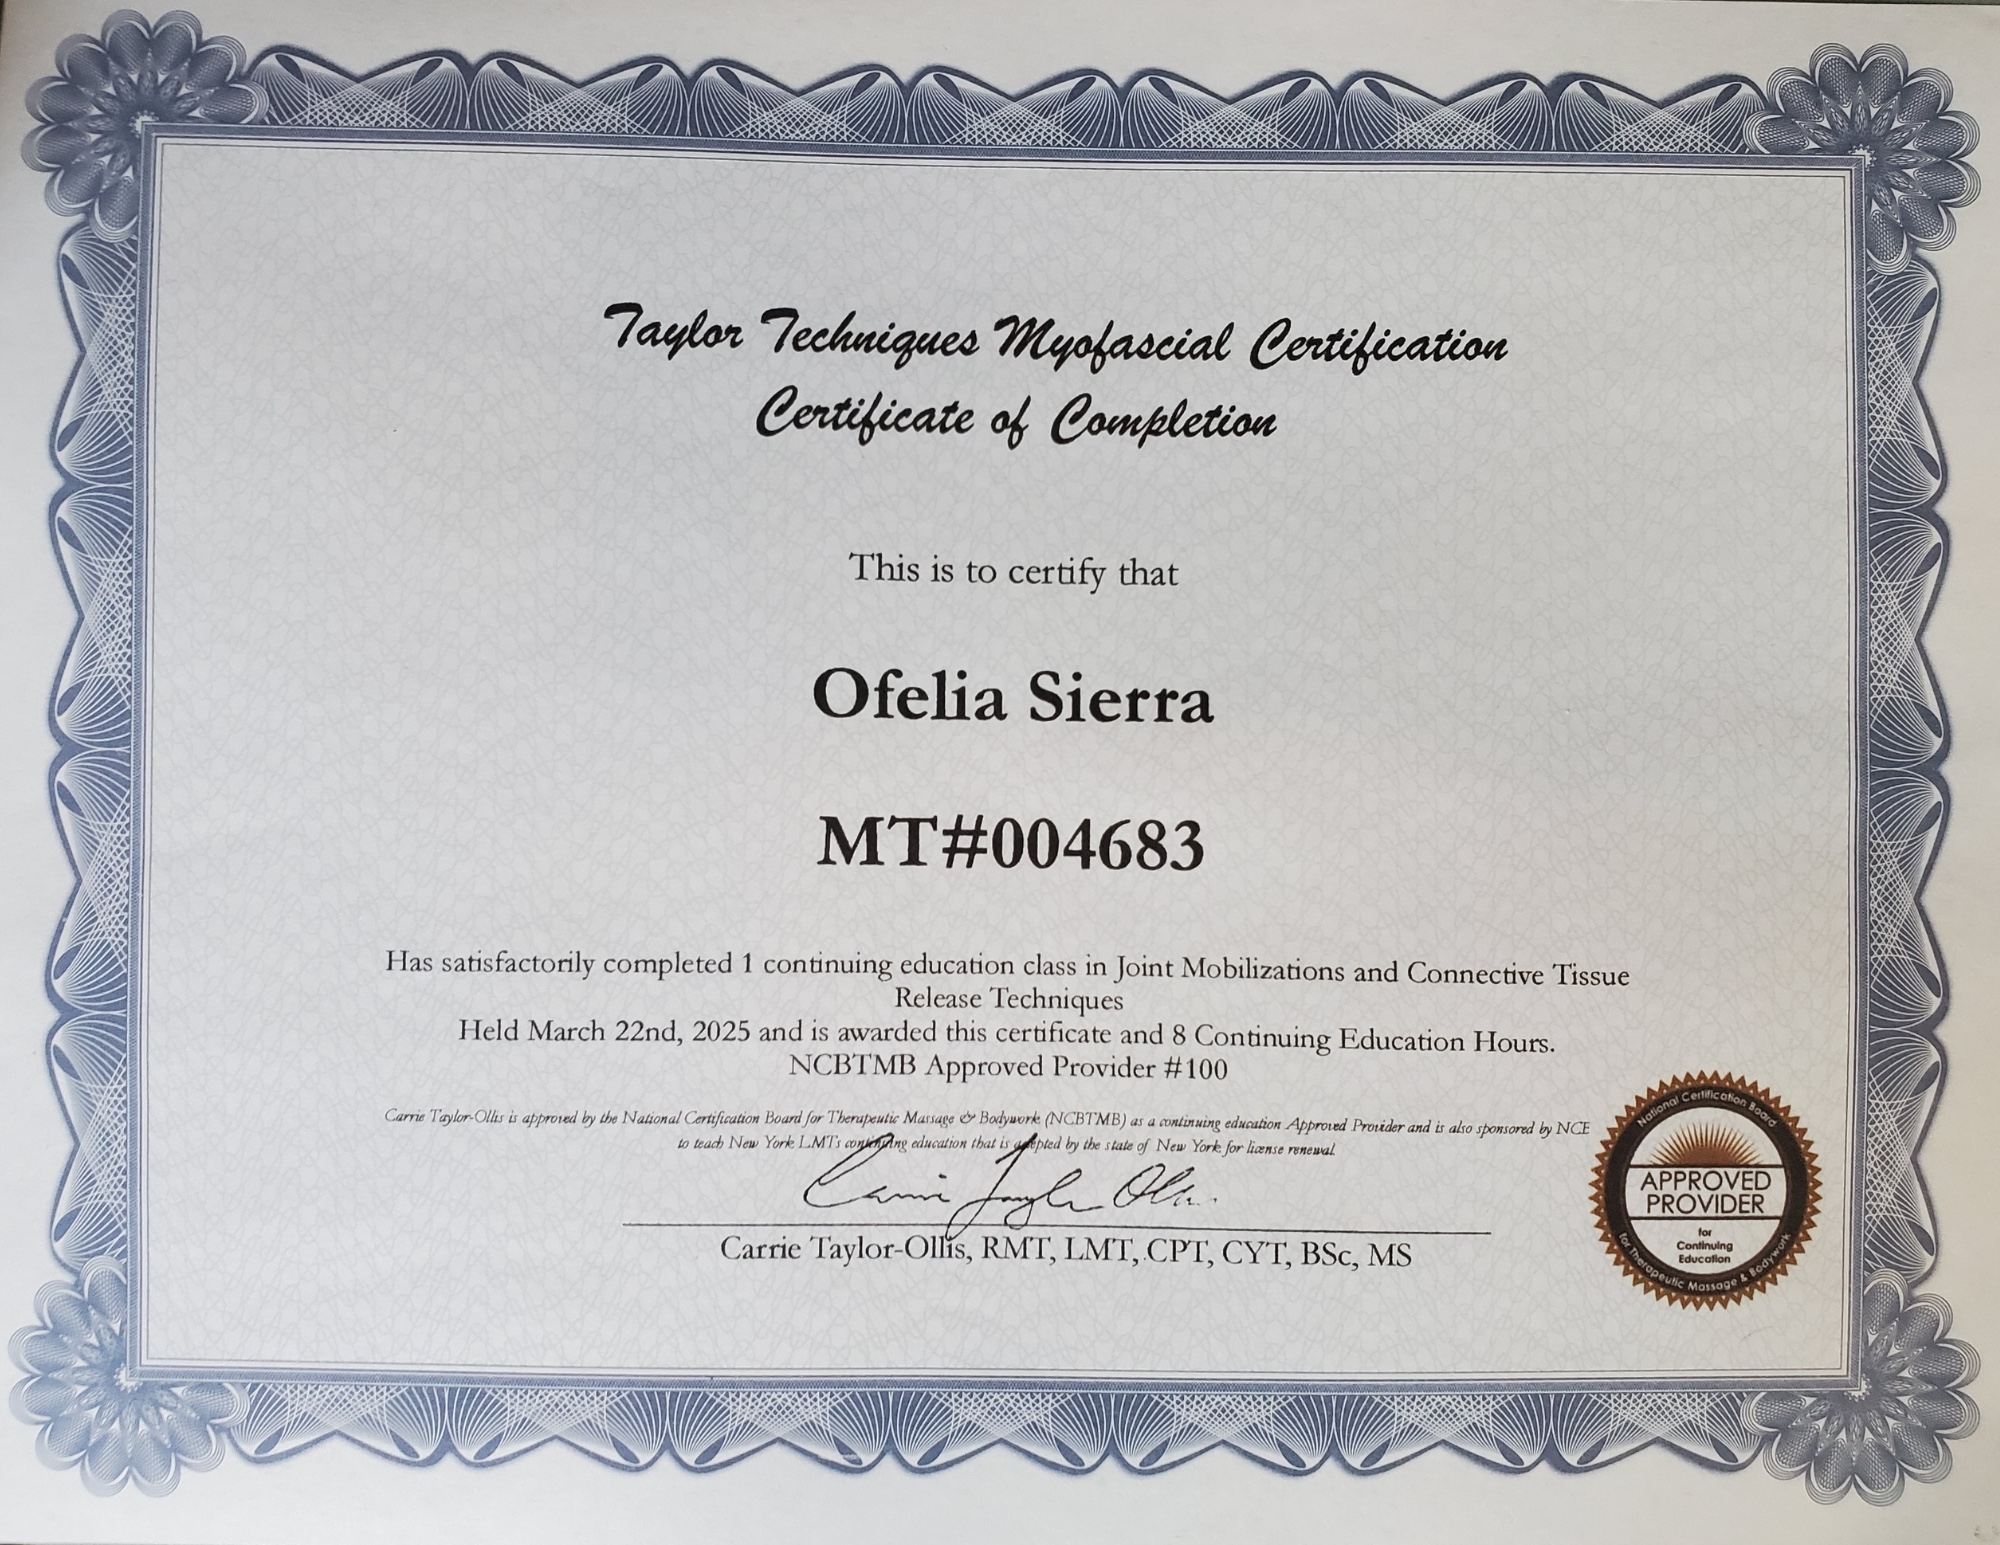 Taylor Techniques Myofascial Certification
Certificate of Completion
This is to certify that
Ofelia Sierra
MT#004683
Has satisfactorily completed 1 continuing education class in Joint Mobilizations and Connective Tissue
Release Techniques
Held March 22nd, 2025 and is awarded this certificate and 8 Continuing Education Hours.
NCBTMB Approved Provider #100
Carrie Taylor-Ollis is approved by the National Certification Board for Therapeutic Massage & Bodywork (NCBTMB) as a continuing education Approved Provider and is also sponsored by NCE
to teach New York LMTs continuing education that is adepted by the state of New York for license renewal.
Carrie Taylor Ollis
Carrie Taylor-Ollis, RMT, LMT, CPT, CYT, BSc, MS
National Certification Board
APPROVED
PROVIDER
for
Continuing
Education
for Therapeutic Massage & Bodywork